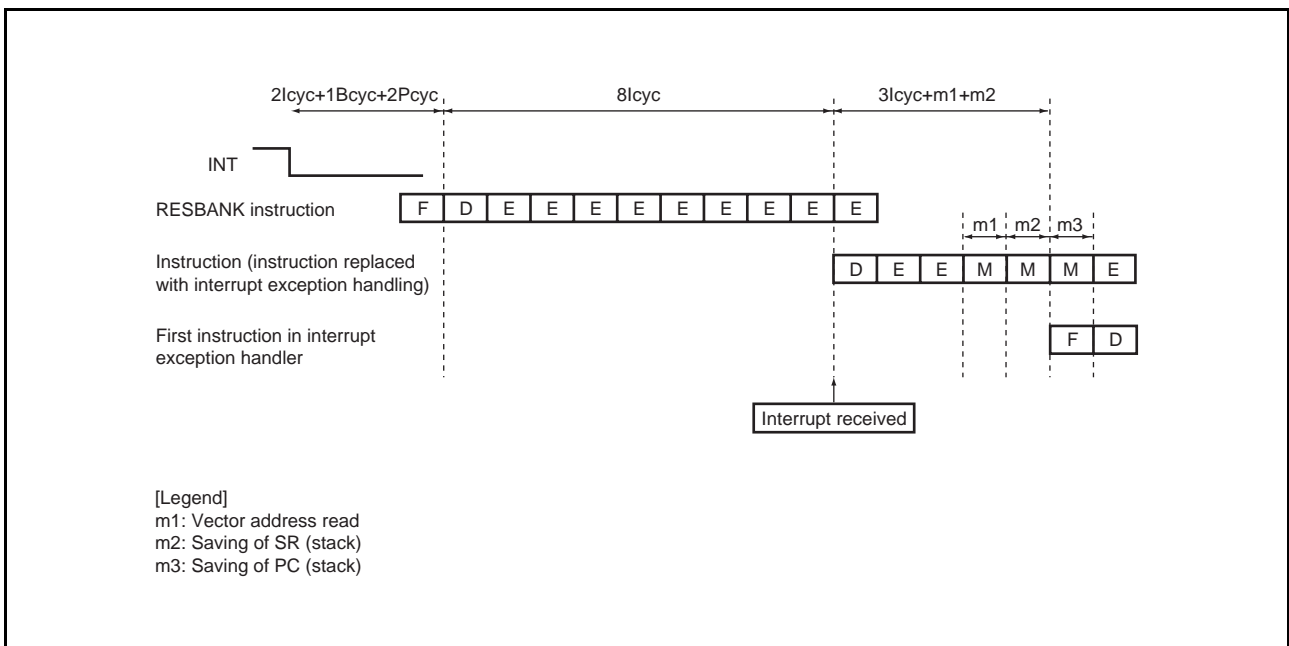 2Icyc+1Bcyc+2Pcyc 8Icyc 3Icyc+m1+m2
INT
RESBANK instruction F D E E E E E E E E E
m1 m2 m3
Instruction (instruction replaced
with interrupt exception handling) D E E M M M E
First instruction in interrupt
exception handler F D
Interrupt received
[Legend]
m1: Vector address read
m2: Saving of SR (stack)
m3: Saving of PC (stack)